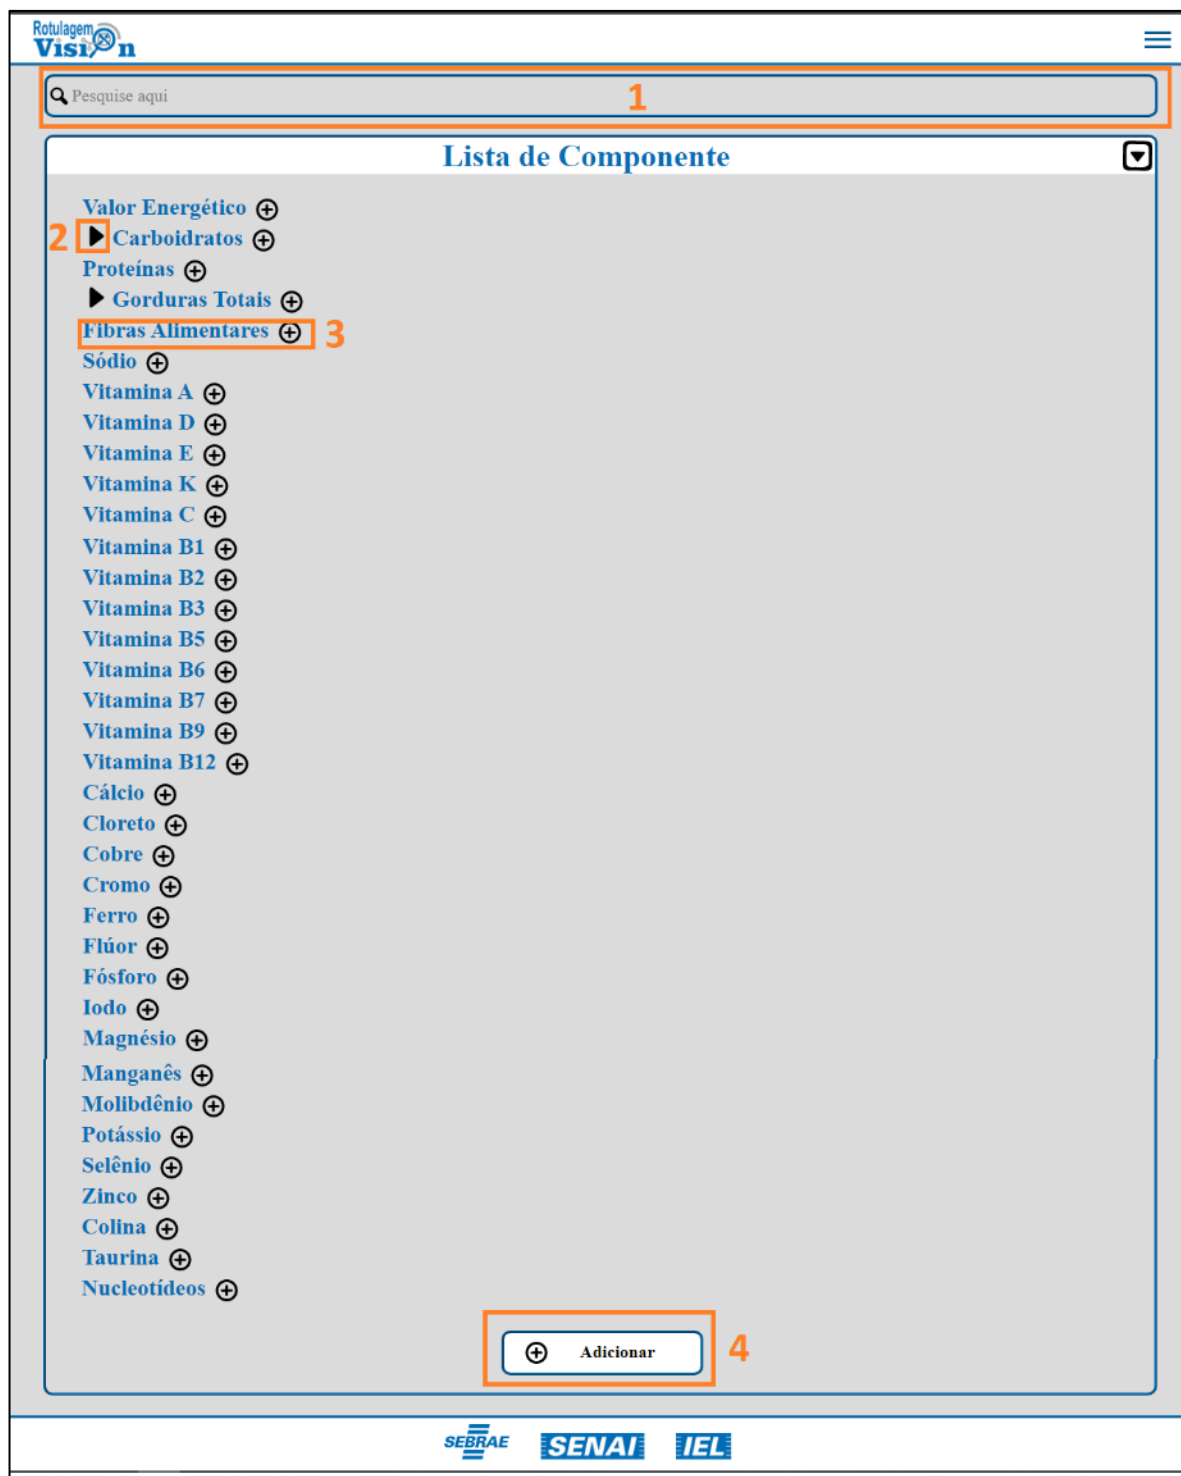 Rotulagem
Visión
Pesquise aqui
1
Lista de Componente
Valor Energético
2 Carboidratos
Proteínas
Gorduras Totais
Fibras Alimentares 3
Sódio
Vitamina A
Vitamina D
Vitamina E
Vitamina K
Vitamina C
Vitamina B1
Vitamina B2
Vitamina B3
Vitamina B5
Vitamina B6
Vitamina B7
Vitamina B9
Vitamina B12
Cálcio
Cloreto
Cobre
Cromo
Ferro
Flúor
Fósforo
Iodo
Magnésio
Manganês
Molibdênio
Potássio
Selênio
Zinco
Colina
Taurina
Nucleotídeos
Adicionar 4
SEBRAE SENAI IEL